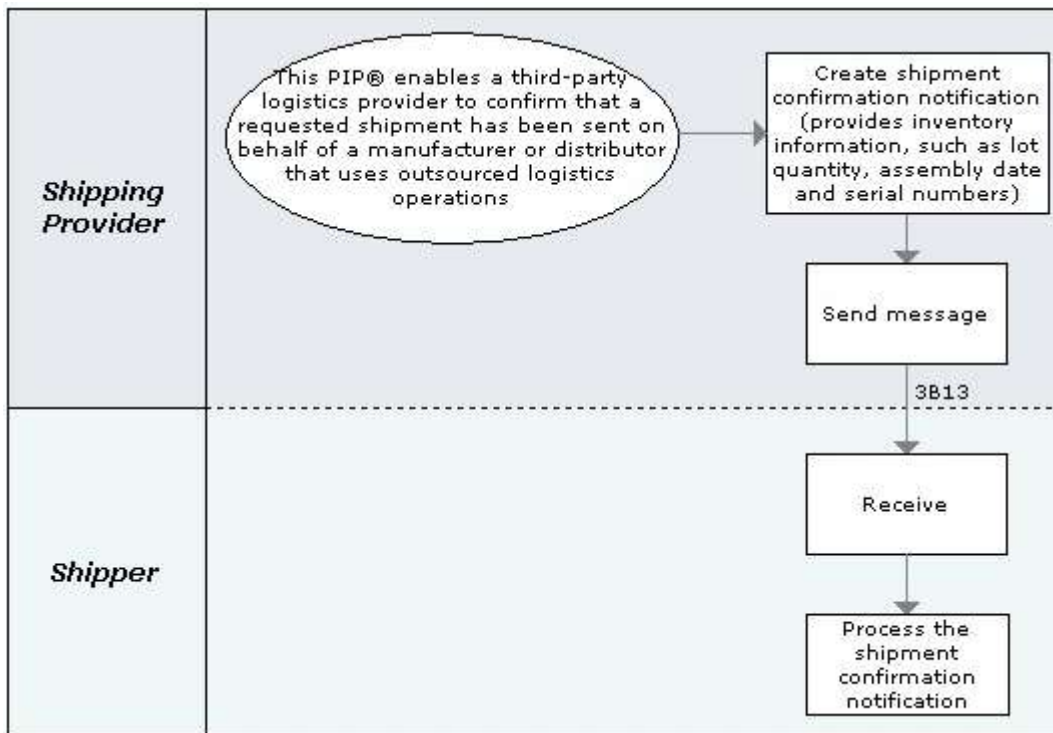 Shipping
Provider
This PIP® enables a third-party
logistics provider to confirm that a
requested shipment has been sent on
behalf of a manufacturer or distributor
that uses outsourced logistics
operations
Create shipment
confirmation notification
(provides inventory
information, such as lot
quantity, assembly date
and serial numbers)
Send message
3B13
Shipper
Receive
Process the
shipment
confirmation
notification